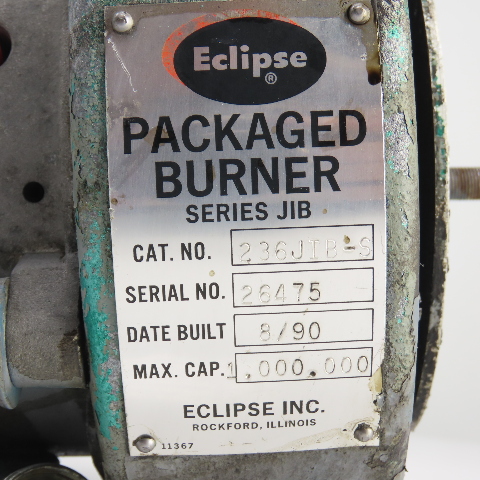 Eclipse
®
PACKAGED
BURNER
SERIES JIB
CAT. NO. 236JIB-S
SERIAL NO. 26475
DATE BUILT 8/90
MAX. CAP. 1,000,000
ECLIPSE INC.
ROCKFORD, ILLINOIS
11367